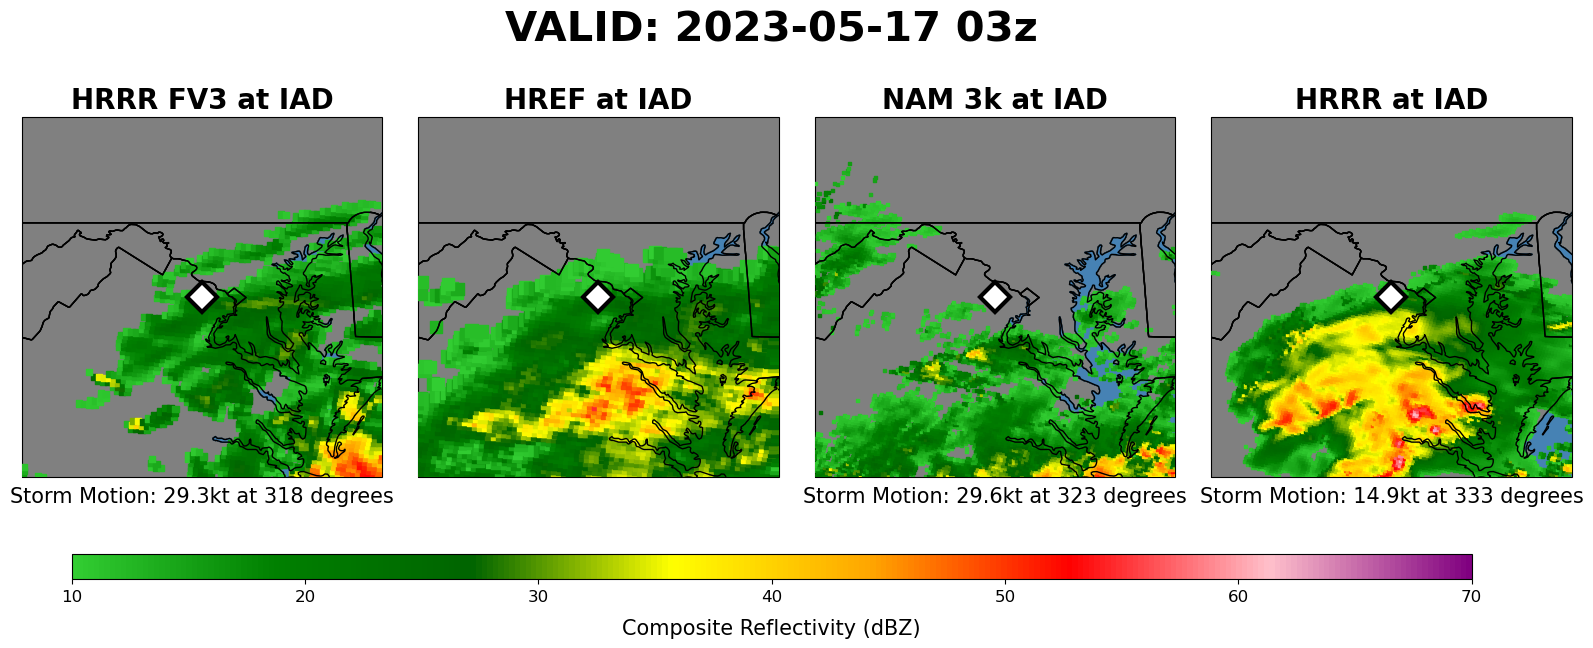 VALID: 2023-05-17 03z
HRRR FV3 at IAD
HREF at IAD
NAM 3k at IAD
HRRR at IAD
Storm Motion: 29.3kt at 318 degrees
Storm Motion: 29.6kt at 323 degrees
Storm Motion: 14.9kt at 333 degrees
10 20 30 40 50 60 70
Composite Reflectivity (dBZ)